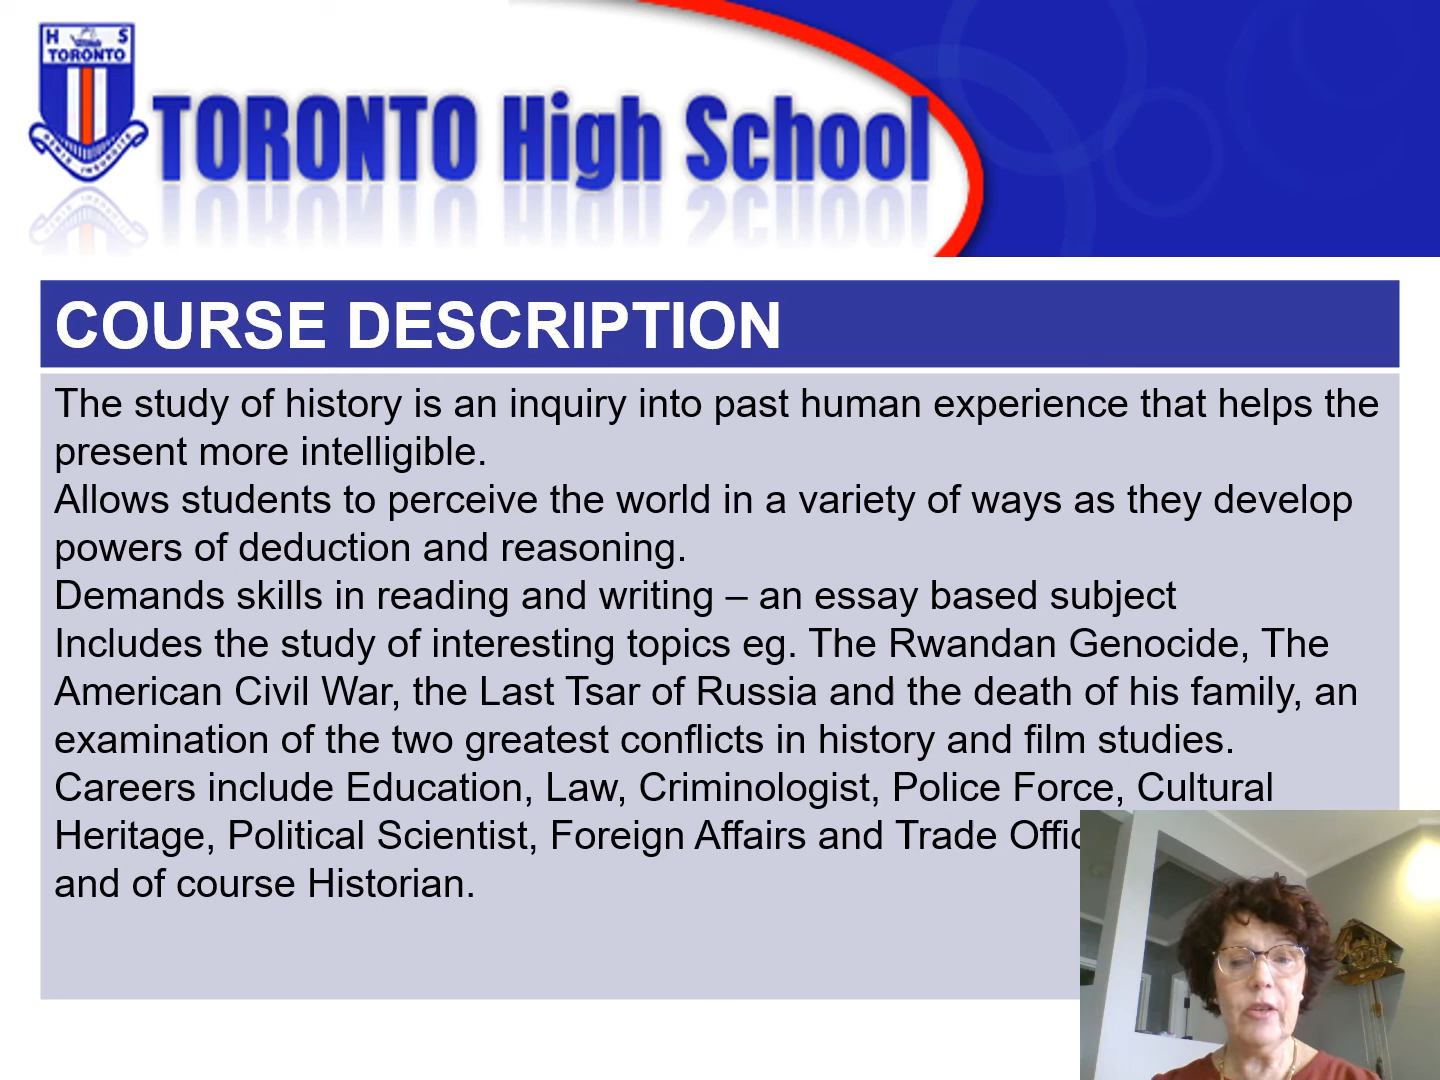 H S
TORONTO
TORONTO High School
COURSE DESCRIPTION
The study of history is an inquiry into past human experience that helps the
present more intelligible.
Allows students to perceive the world in a variety of ways as they develop
powers of deduction and reasoning.
Demands skills in reading and writing – an essay based subject
Includes the study of interesting topics eg. The Rwandan Genocide, The
American Civil War, the Last Tsar of Russia and the death of his family, an
examination of the two greatest conflicts in history and film studies.
Careers include Education, Law, Criminologist, Police Force, Cultural
Heritage, Political Scientist, Foreign Affairs and Trade
and of course Historian.